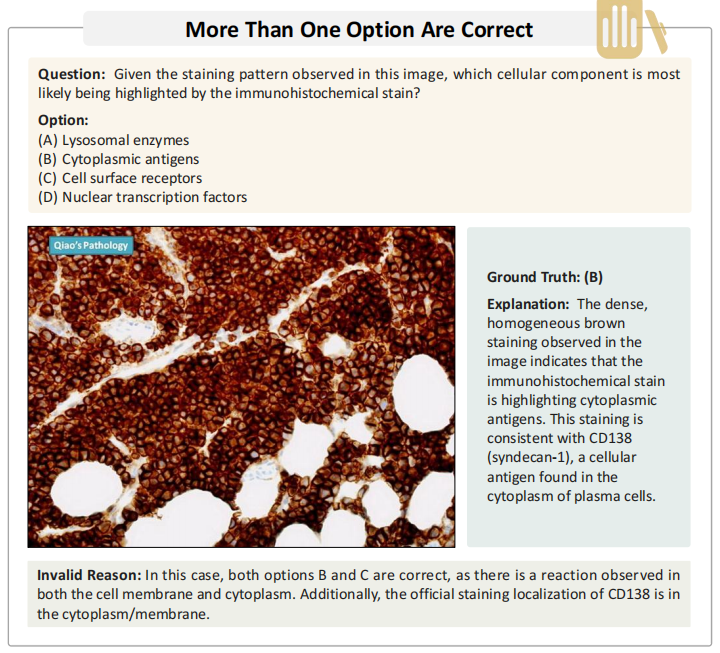 More Than One Option Are Correct
Question: Given the staining pattern observed in this image, which cellular component is most
likely being highlighted by the immunohistochemical stain?
Option:
(A) Lysosomal enzymes
(B) Cytoplasmic antigens
(C) Cell surface receptors
(D) Nuclear transcription factors
Qiao's Pathology
Ground Truth: (B)
Explanation: The dense,
homogeneous brown
staining observed in the
image indicates that the
immunohistochemical stain
is highlighting cytoplasmic
antigens. This staining is
consistent with CD138
(syndecan-1), a cellular
antigen found in the
cytoplasm of plasma cells.
Invalid Reason: In this case, both options B and C are correct, as there is a reaction observed in
both the cell membrane and cytoplasm. Additionally, the official staining localization of CD138 is in
the cytoplasm/membrane.